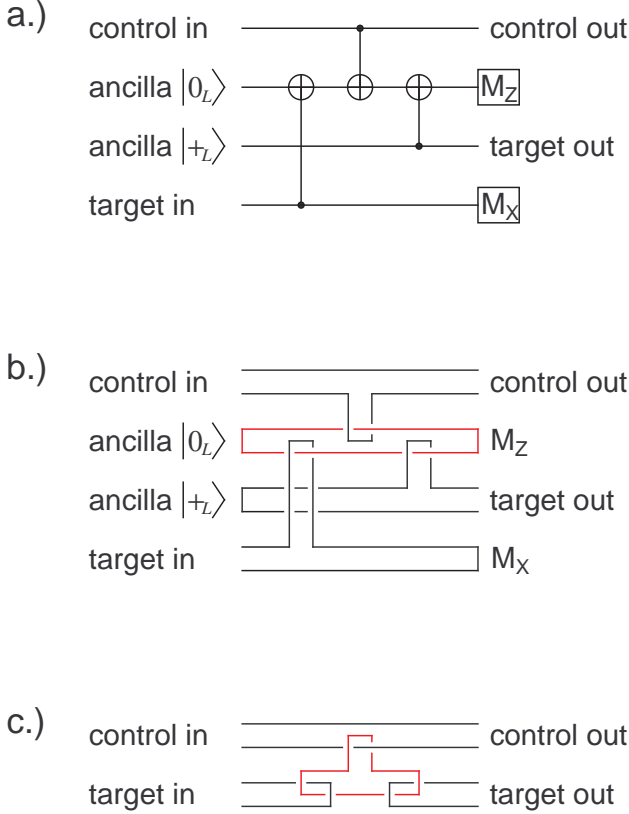 a.)
control in control out
ancilla |0_L⟩ M_Z
ancilla |+_L⟩ target out
target in M_X
b.)
control in control out
ancilla |0_L⟩ M_Z
ancilla |+_L⟩ target out
target in M_X
c.)
control in control out
target in target out